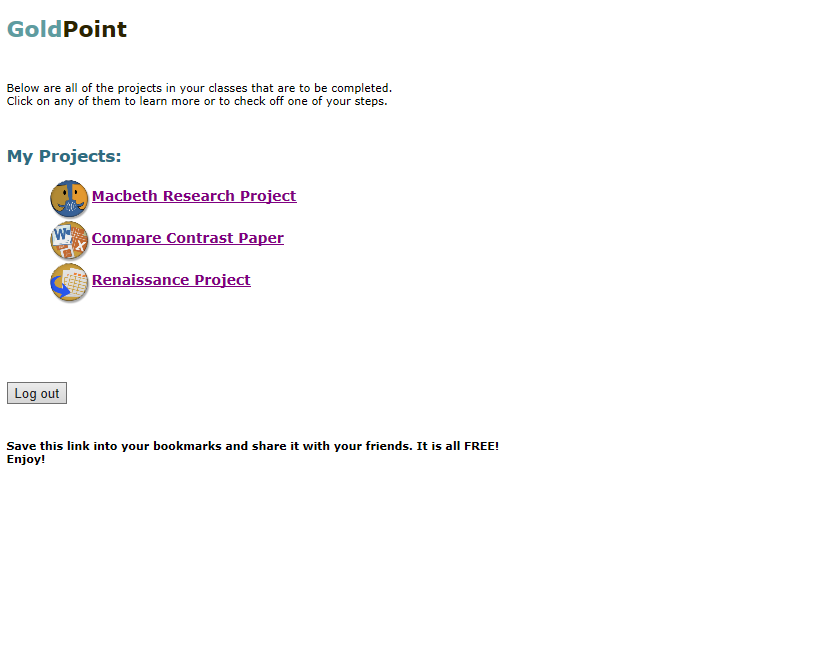 GoldPoint
Below are all of the projects in your classes that are to be completed.
Click on any of them to learn more or to check off one of your steps.
My Projects:
Macbeth Research Project
Compare Contrast Paper
Renaissance Project
Log out
Save this link into your bookmarks and share it with your friends. It is all FREE!
Enjoy!